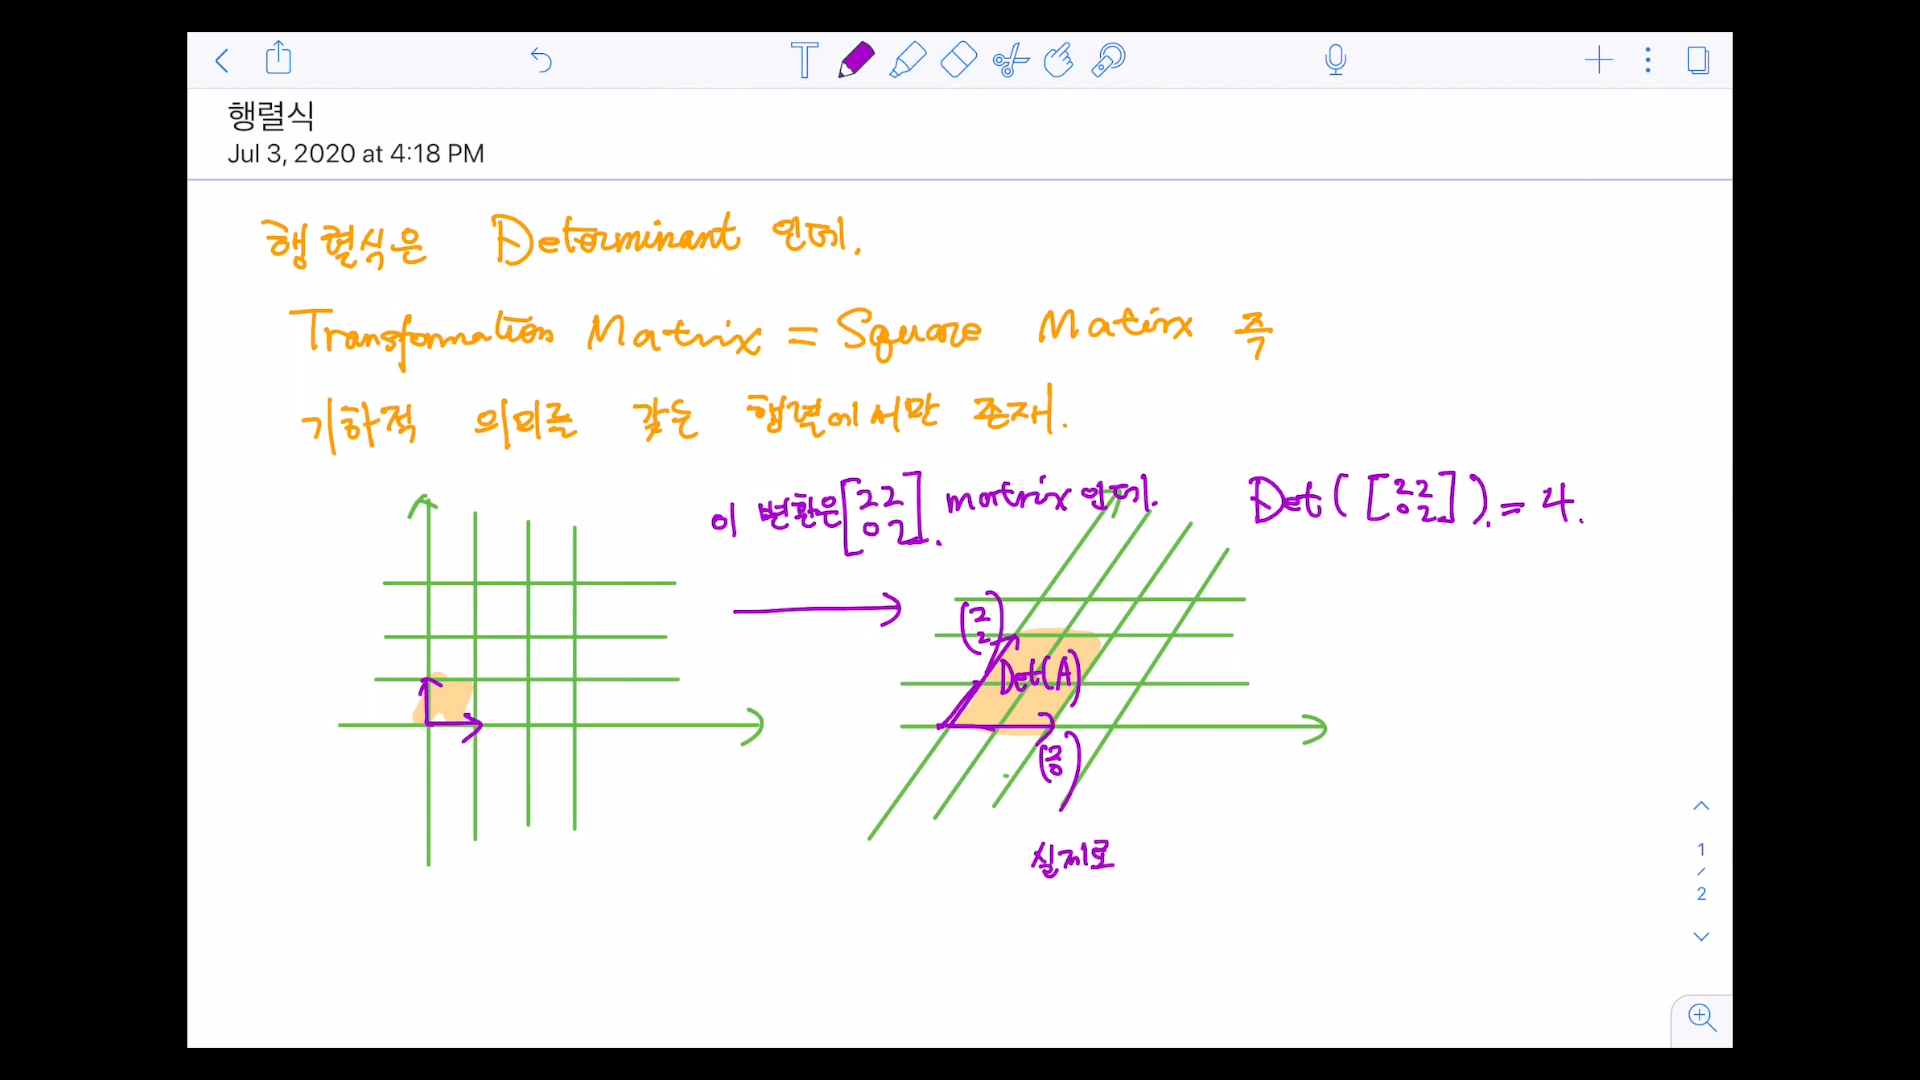 행렬식
Jul 3, 2020 at 4:18 PM
행렬식은 Determinant 인데.
Transformation Matrix = Square Matirx 즉
기하적 의미를 갖는 행렬에서만 존재.
이 변환은 [2 2 0 2]. matrix 인데. Det([2 2 0 2]). = 4.
(2 2)
Det(A)
(2 0)
실제로
1
/
2